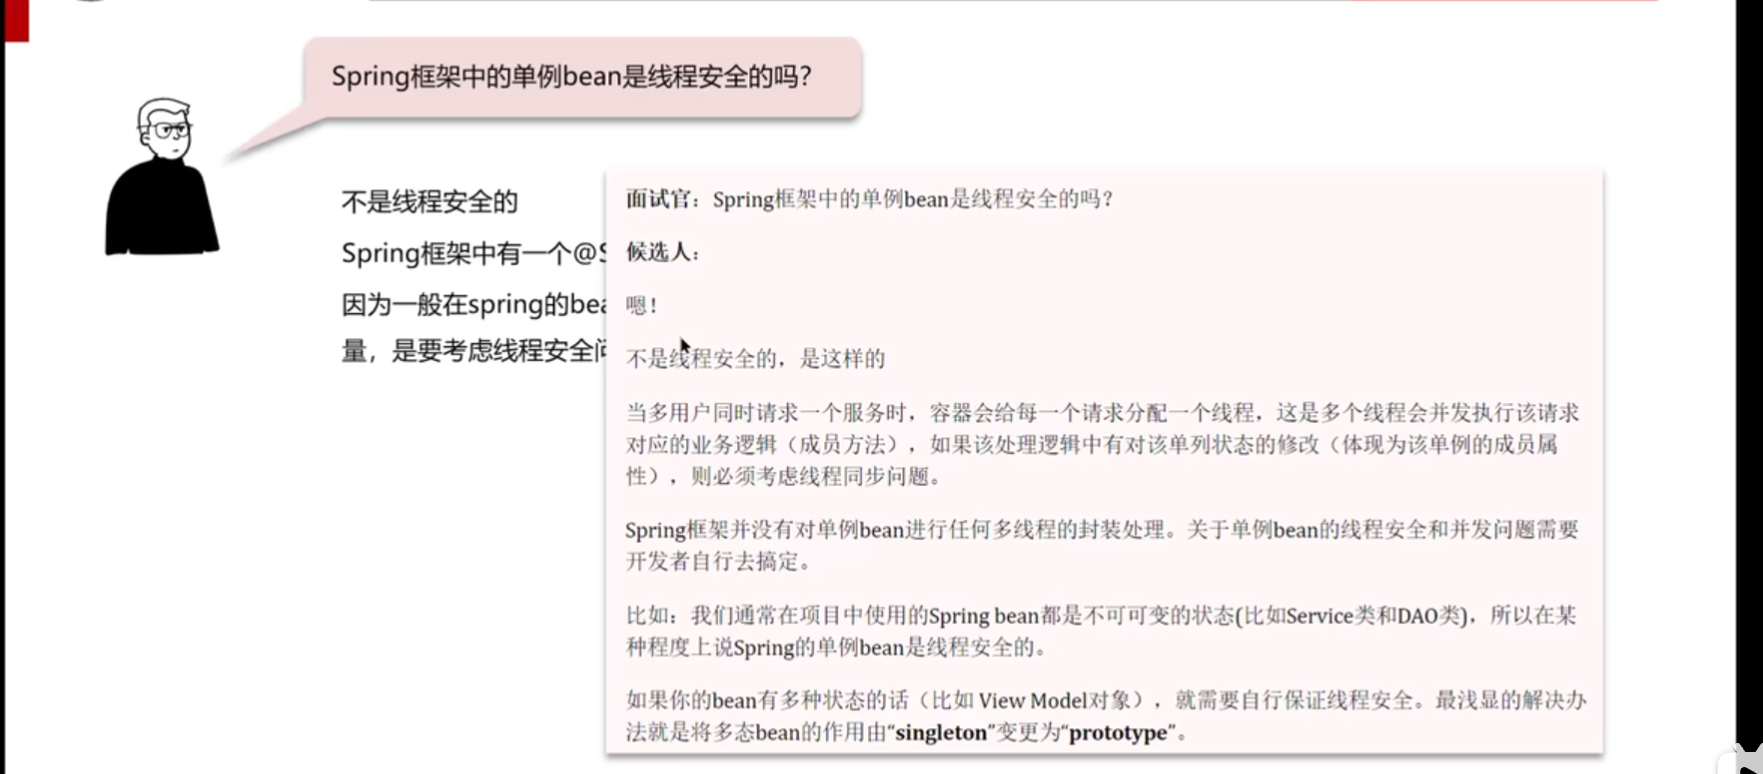 Spring框架中的单例bean是线程安全的吗？
不是线程安全的
Spring框架中有一个@S
因为一般在spring的bea
量，是要考虑线程安全问
面试官：Spring框架中的单例bean是线程安全的吗？
候选人：
嗯！
不是线程安全的，是这样的
当多用户同时请求一个服务时，容器会给每一个请求分配一个线程，这是多个线程会并发执行该请求
对应的业务逻辑（成员方法），如果该处理逻辑中有对该单列状态的修改（体现为该单例的成员属
性），则必须考虑线程同步问题。
Spring框架并没有对单例bean进行任何多线程的封装处理。关于单例bean的线程安全和并发问题需要
开发者自行去搞定。
比如：我们通常在项目中使用的Spring bean都是不可可变的状态(比如Service类和DAO类)，所以在某
种程度上说Spring的单例bean是线程安全的。
如果你的bean有多种状态的话（比如 View Model对象），就需要自行保证线程安全。最浅显的解决办
法就是将多态bean的作用由“singleton”变更为“prototype”。